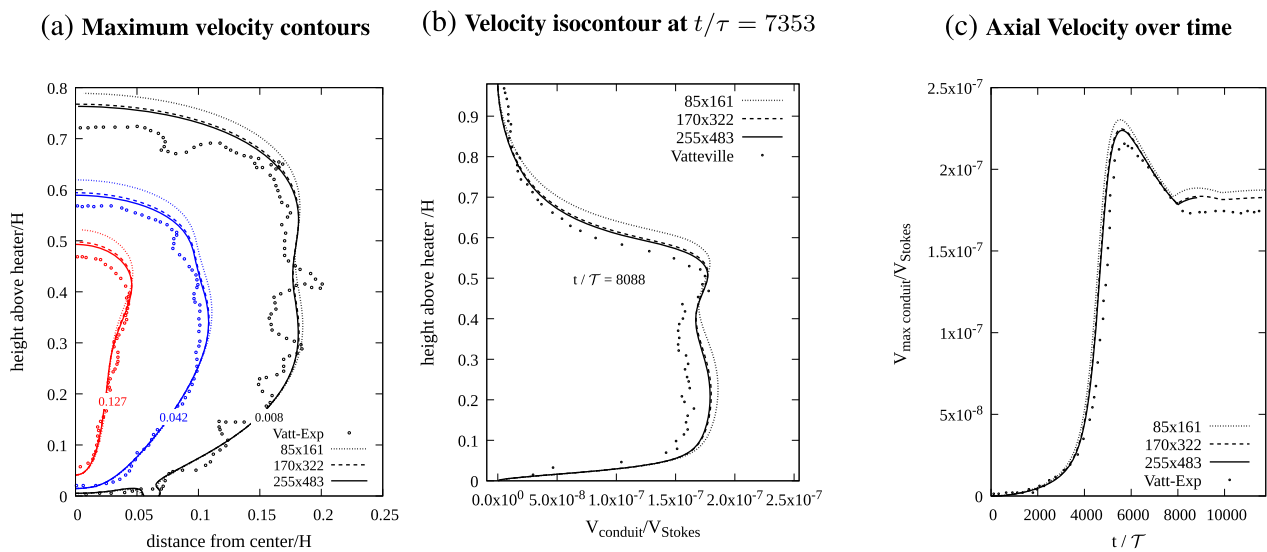 (a) Maximum velocity contours
0.8
0.7
0.6
0.5
0.4
0.3
0.2
0.1
0
height above heater/H
0.127
0.042
0.008
Vatt-Exp
85x161
170x322
255x483
0 0.05 0.1 0.15 0.2 0.25
distance from center/H
(b) Velocity isocontour at t/τ = 7353
0.9
0.8
0.7
0.6
0.5
0.4
0.3
0.2
0.1
0
height above heater /H
85x161
170x322
255x483
Vatteville
t / 𝒯 = 8088
0.0x10⁰ 5.0x10⁻⁸ 1.0x10⁻⁷ 1.5x10⁻⁷ 2.0x10⁻⁷ 2.5x10⁻⁷
V_conduit/V_Stokes
(c) Axial Velocity over time
2.5x10⁻⁷
2x10⁻⁷
1.5x10⁻⁷
1x10⁻⁷
5x10⁻⁸
0
V_max conduit/V_Stokes
85x161
170x322
255x483
Vatt-Exp
0 2000 4000 6000 8000 10000
t / 𝒯